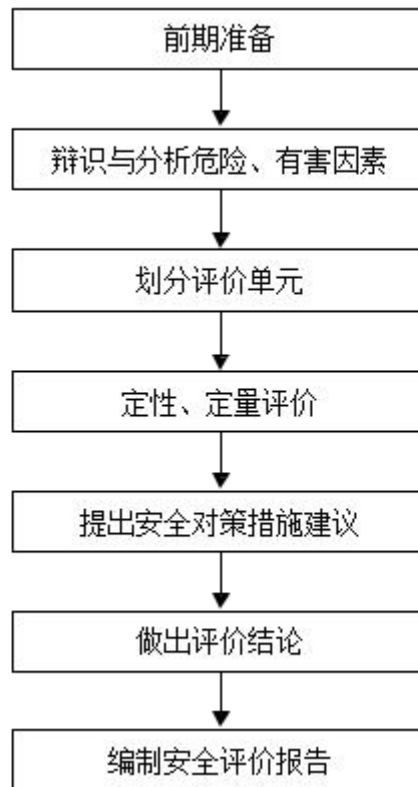 前期准备
辩识与分析危险、有害因素
划分评价单元
定性、定量评价
提出安全对策措施建议
做出评价结论
编制安全评价报告